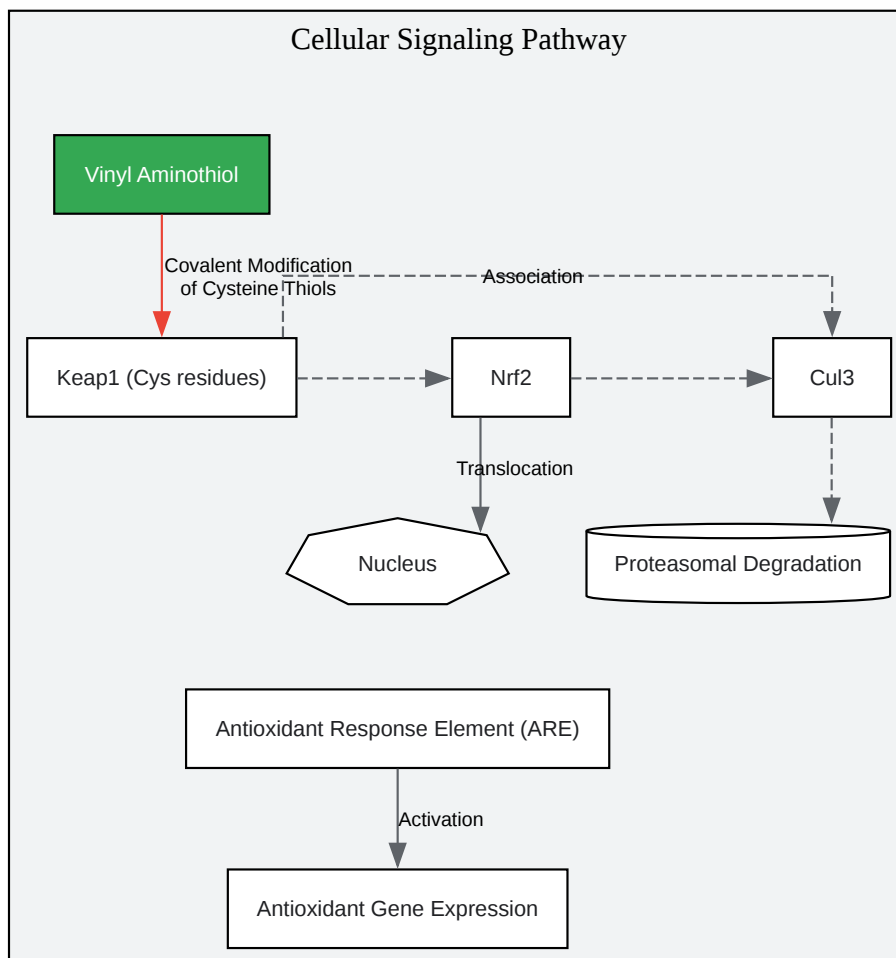 Cellular Signaling Pathway
Vinyl Aminothiol
Covalent Modification
of Cysteine Thiols
Association
Keap1 (Cys residues)
Nrf2
Cul3
Translocation
Nucleus
Proteasomal Degradation
Antioxidant Response Element (ARE)
Activation
Antioxidant Gene Expression